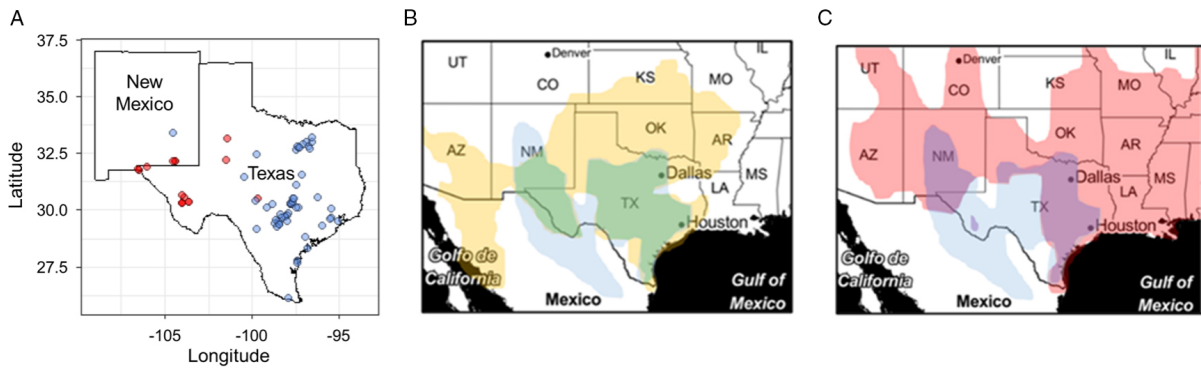 A
37.5
35.0
32.5
30.0
27.5
Latitude
New
Mexico
Texas
-105
-100
-95
Longitude
B
UT
Denver
CO
KS
MO
IL
AZ
NM
OK
AR
MS
LA
Dallas
TX
Houston
Golfo de
California
Mexico
Gulf of
Mexico
C
UT
Denver
CO
KS
MO
IL
AZ
NM
OK
AR
MS
LA
Dallas
TX
Houston
Golfo de
California
Mexico
Gulf of
Mexico